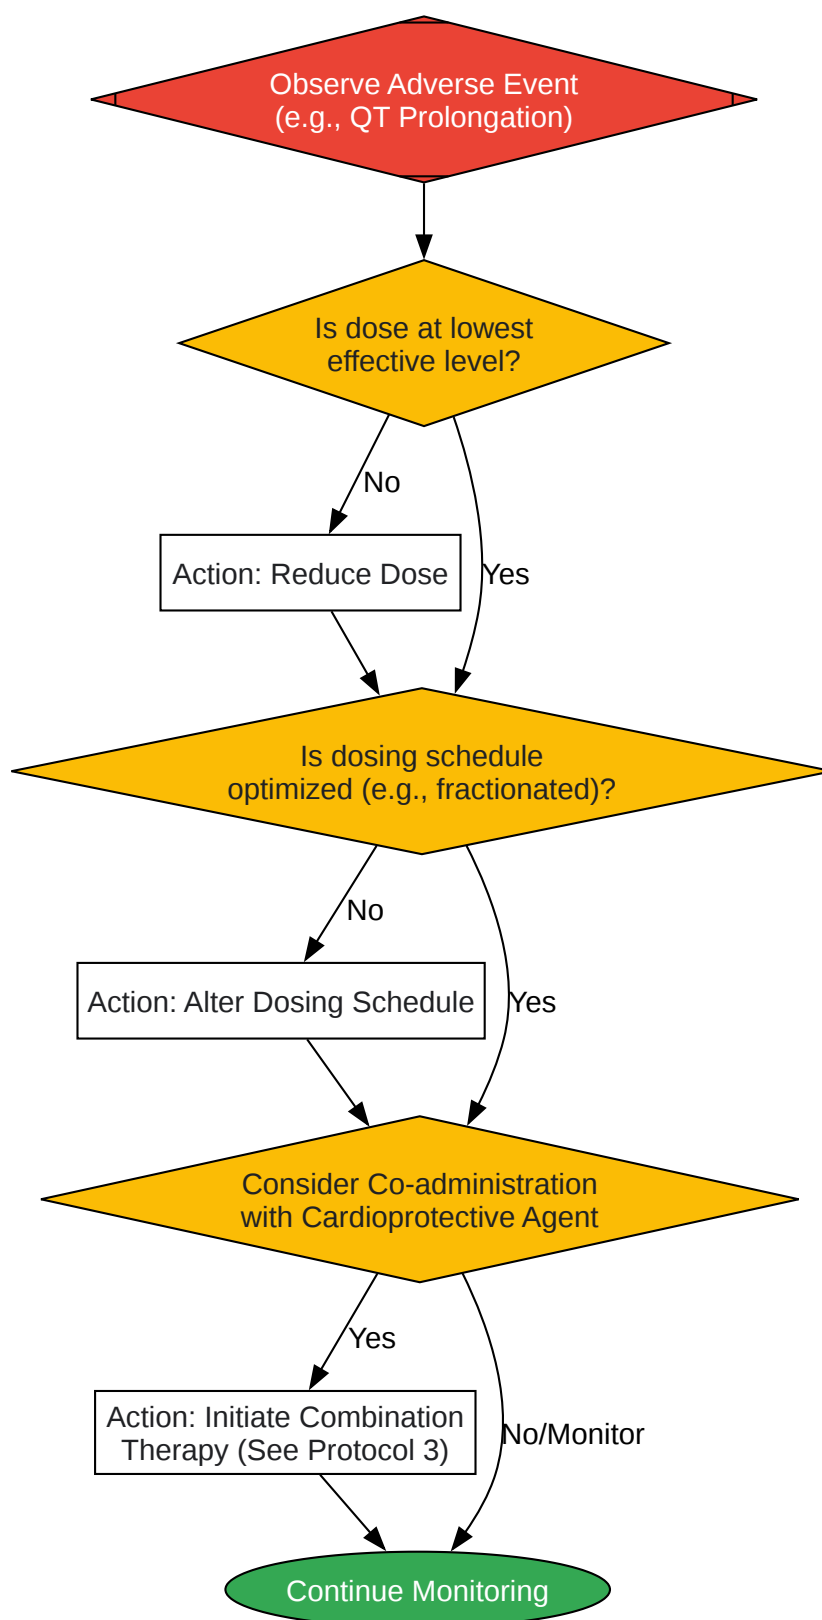 Observe Adverse Event
(e.g., QT Prolongation)
Is dose at lowest
effective level?
No
Action: Reduce Dose
Yes
Is dosing schedule
optimized (e.g., fractionated)?
No
Action: Alter Dosing Schedule
Yes
Consider Co-administration
with Cardioprotective Agent
Yes
Action: Initiate Combination
Therapy (See Protocol 3)
No/Monitor
Continue Monitoring